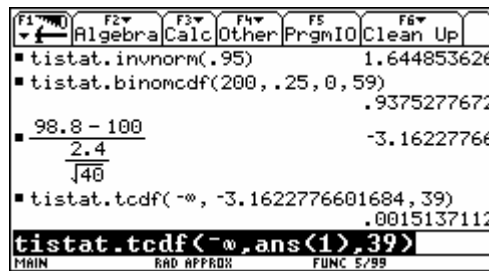 F1 F2 F3 F4 F5 F6
Algebra Calc Other PrgmIO Clean Up
▪ tistat.invnorm(.95) 1.644853626
▪ tistat.binomcdf(200,.25,0,59)
.9375277672
▪ 98.8 - 100
2.4
√40
-3.16227766
▪ tistat.tcdf(⁻∞,⁻3.1622776601684,39)
.0015137112
tistat.tcdf(⁻∞,ans(1),39)
MAIN RAD APPROX FUNC 5/99